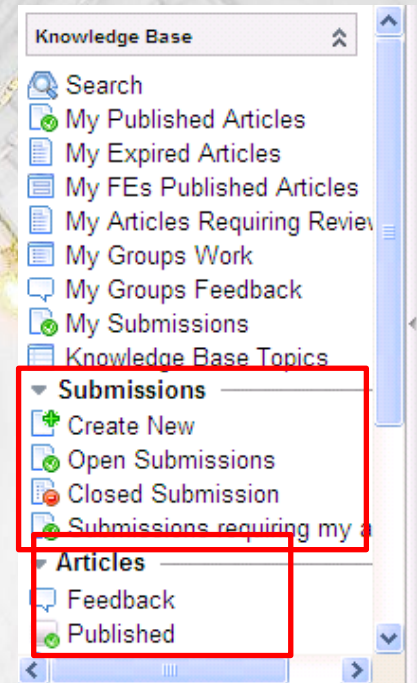 Knowledge Base
Search
My Published Articles
My Expired Articles
My FEs Published Articles
My Articles Requiring Review
My Groups Work
My Groups Feedback
My Submissions
Knowledge Base Topics
Submissions
Create New
Open Submissions
Closed Submission
Submissions requiring my a
Articles
Feedback
Published